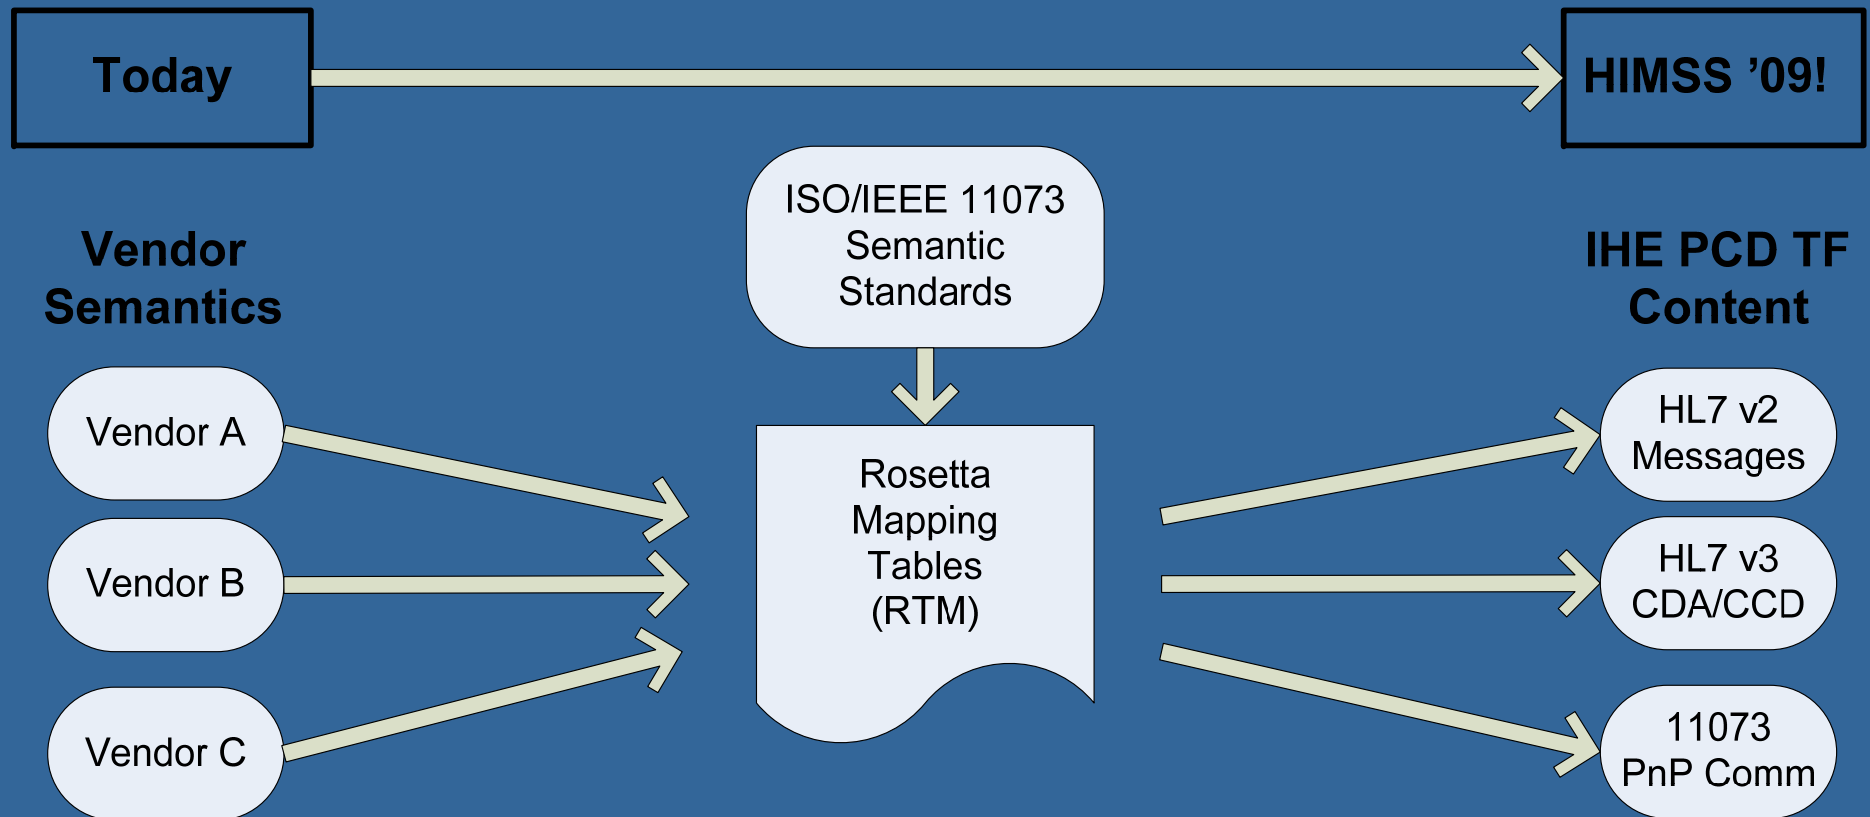 Today
HIMSS ’09!
ISO/IEEE 11073
Semantic
Standards
Vendor
Semantics
IHE PCD TF
Content
Vendor A
Vendor B
Vendor C
Rosetta
Mapping
Tables
(RTM)
HL7 v2
Messages
HL7 v3
CDA/CCD
11073
PnP Comm